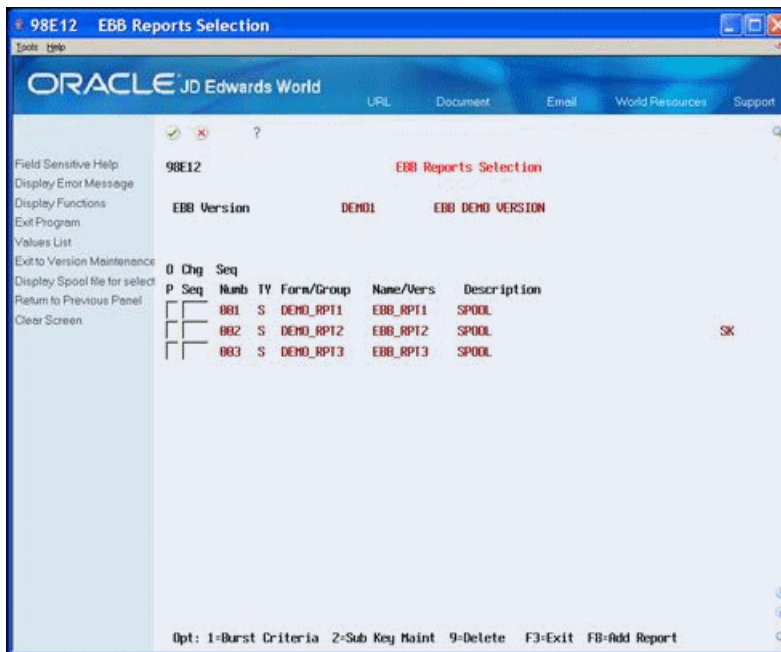 98E12 EBB Reports Selection
Tools Help
ORACLE JD Edwards World
URL Document Email World Resources Support
?
Field Sensitive Help
Display Error Message
Display Functions
Exit Program
Values List
Exit to Version Maintenance
Display Spool file for select
Return to Previous Panel
Clear Screen
98E12 EBB Reports Selection
EBB Version DEMO1 EBB DEMO VERSION
O Chg Seq
P Seq Numb TY Form/Group Name/Vers Description
001 S DEMO_RPT1 EBB_RPT1 SPOOL
002 S DEMO_RPT2 EBB_RPT2 SPOOL SK
003 S DEMO_RPT3 EBB_RPT3 SPOOL
Opt: 1=Burst Criteria 2=Sub Key Maint 9=Delete F3=Exit F8=Add Report